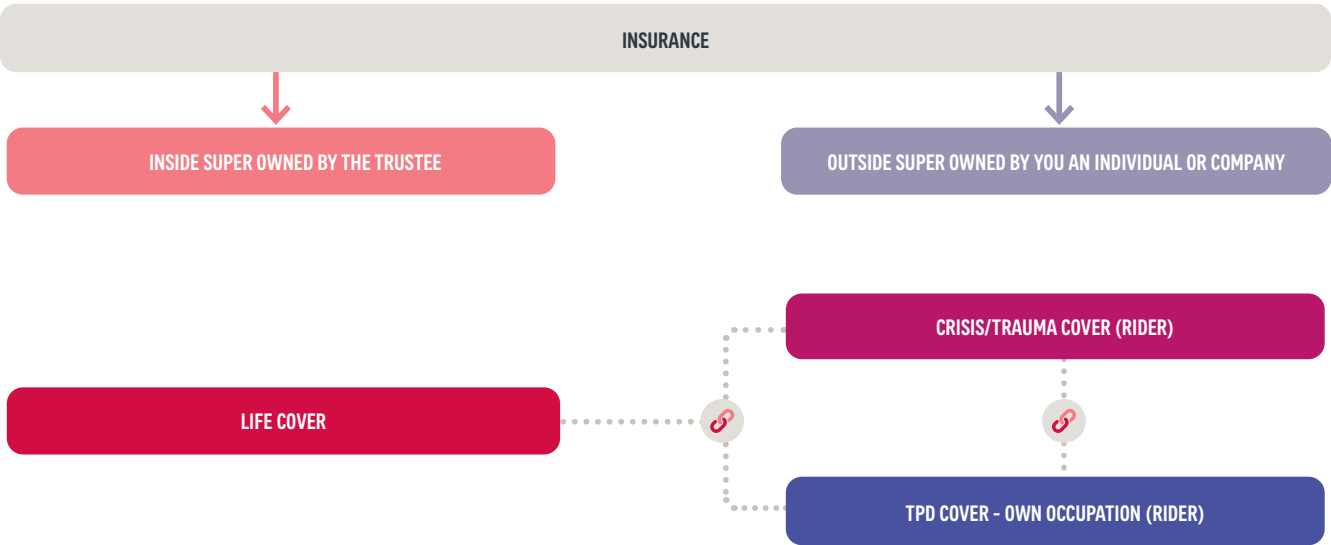 INSURANCE
INSIDE SUPER OWNED BY THE TRUSTEE
OUTSIDE SUPER OWNED BY YOU AN INDIVIDUAL OR COMPANY
CRISIS/TRAUMA COVER (RIDER)
LIFE COVER
TPD COVER - OWN OCCUPATION (RIDER)